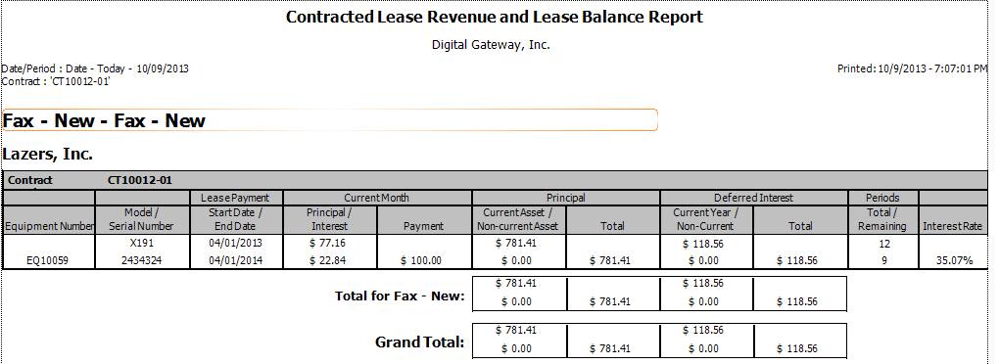 Contracted Lease Revenue and Lease Balance Report
Digital Gateway, Inc.
Date/Period : Date - Today - 10/09/2013 Printed: 10/9/2013 - 7:07:01 PM
Contract : 'CT10012-01'
Fax - New - Fax - New
Lazers, Inc.
Contract CT10012-01
Lease Payment Current Month Principal Deferred Interest Periods
Model / Start Date / Principal / Current Asset / Current Year / Total /
Equipment Number Serial Number End Date Interest Payment Non-current Asset Total Non-Current Total Remaining Interest Rate
X191 04/01/2013 $ 77.16 $ 781.41 $ 118.56 12
EQ10059 2434324 04/01/2014 $ 22.84 $ 100.00 $ 0.00 $ 781.41 $ 0.00 $ 118.56 9 35.07%
$ 781.41 $ 118.56
Total for Fax - New: $ 0.00 $ 781.41 $ 0.00 $ 118.56
$ 781.41 $ 118.56
Grand Total: $ 0.00 $ 781.41 $ 0.00 $ 118.56